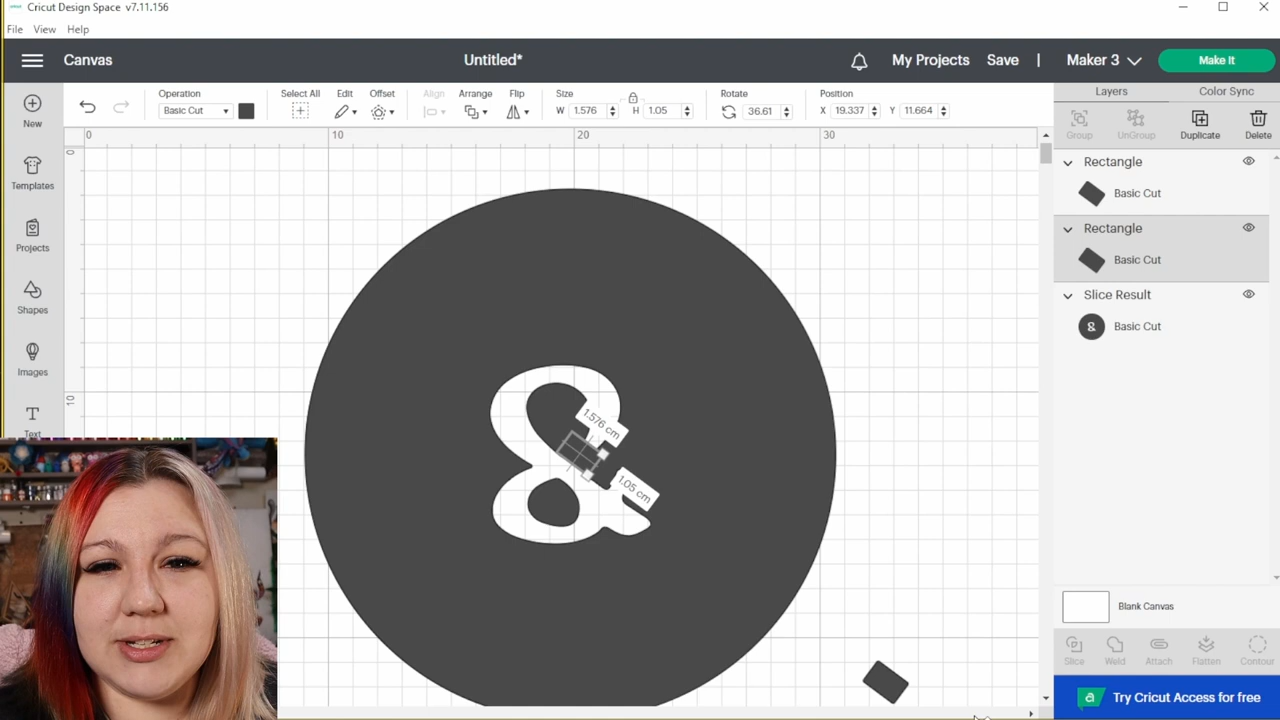 Cricut Design Space v7.11.156
File View Help
Canvas
Untitled*
My Projects Save | Maker 3 Make It
Operation
Basic Cut
Select All
Edit
Offset
Align
Arrange
Flip
Size
W 1.576 H 1.05
Rotate
36.61
Position
X 19.337 Y 11.664
New
Templates
Projects
Shapes
Images
Text
0 10 20 30
0
10
&
1.576 cm
1.05 cm
Layers Color Sync
Group UnGroup Duplicate Delete
Rectangle
Basic Cut
Rectangle
Basic Cut
Slice Result
& Basic Cut
Blank Canvas
Slice Weld Attach Flatten Contour
a Try Cricut Access for free